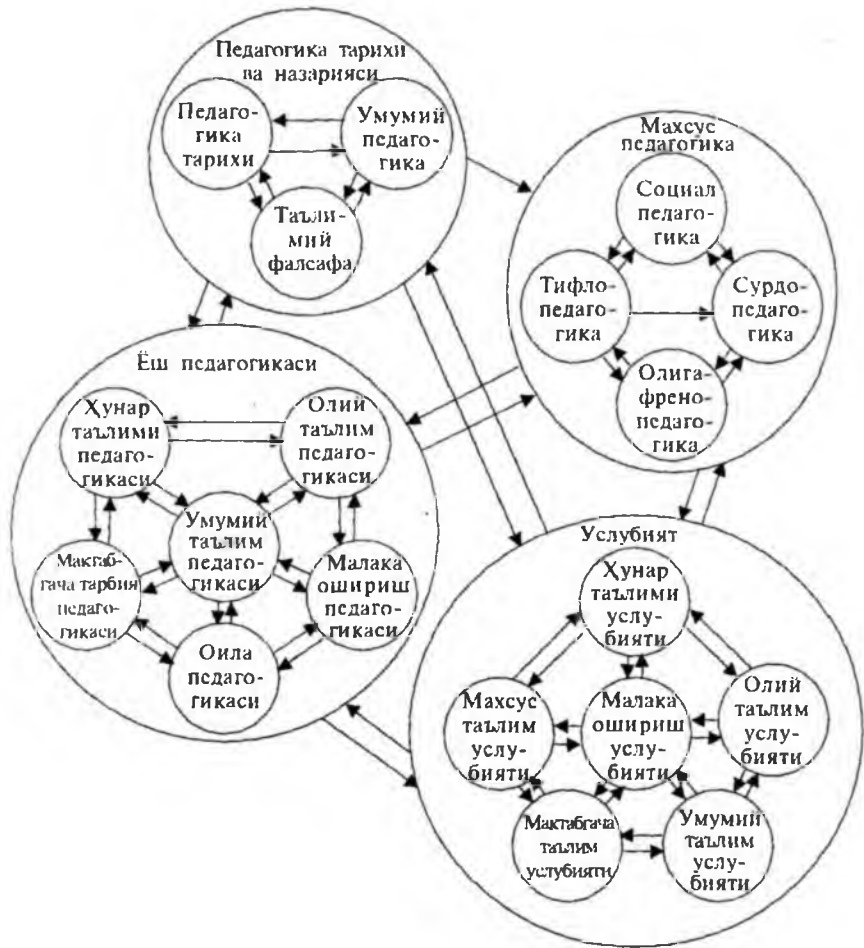 Педагогика тарихи
ва назарияси
Педаго-
гика
тарихи
Умумий
педаго-
гика
Таъли-
мий
фалсафа
Махсус
педагогика
Социал
педаго-
гика
Тифло-
педаго-
гика
Сурдо-
педаго-
гика
Олига-
френо-
педаго-
гика
Ёш педагогикаси
Ҳунар
таълими
педаго-
гикаси
Олий
таълим
педаго-
гикаси
Умумий
таълим
педаго-
гикаси
Мактаб-
гача тарбия
педаго-
гикаси
Малака
ошириш
педаго-
гикаси
Оила
педаго-
гикаси
Услубият
Ҳунар
таълими
услу-
бияти
Махсус
таълим
услу-
бияти
Малака
ошириш
услу-
бияти
Олий
таълим
услу-
бияти
Мактабгача
таълим
услубияти
Умумий
таълим
услу-
бияти